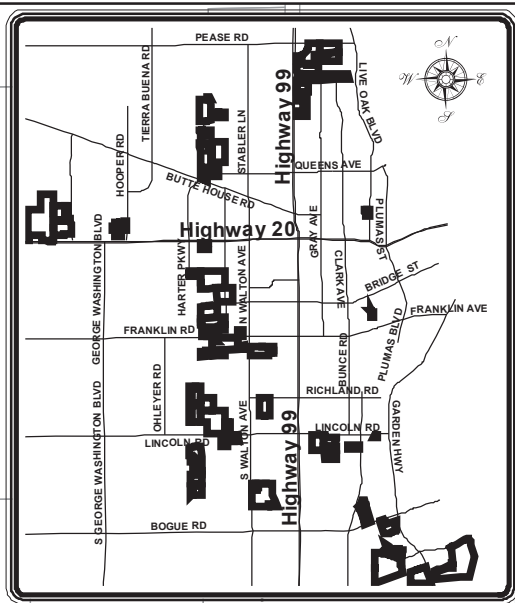 PEASE RD
N
W
E
S
TIERRA BUENA RD
STABLER LN
Highway 99
LIVE OAK BLVD
HOOPER RD
QUEENS AVE
BUTTE HOUSE RD
Highway 20
GRAY AVE
PLUMAS ST
GEORGE WASHINGTON BLVD
HARTER PKWY
N WALTON AVE
CLARK AVE
BRIDGE ST
FRANKLIN RD
FRANKLIN AVE
BUNCE RD
PLUMAS BLVD
OHLEYER RD
RICHLAND RD
S GEORGE WASHINGTON BLVD
S WALTON AVE
LINCOLN RD
LINCOLN RD
GARDEN HWY
Highway 99
BOGUE RD